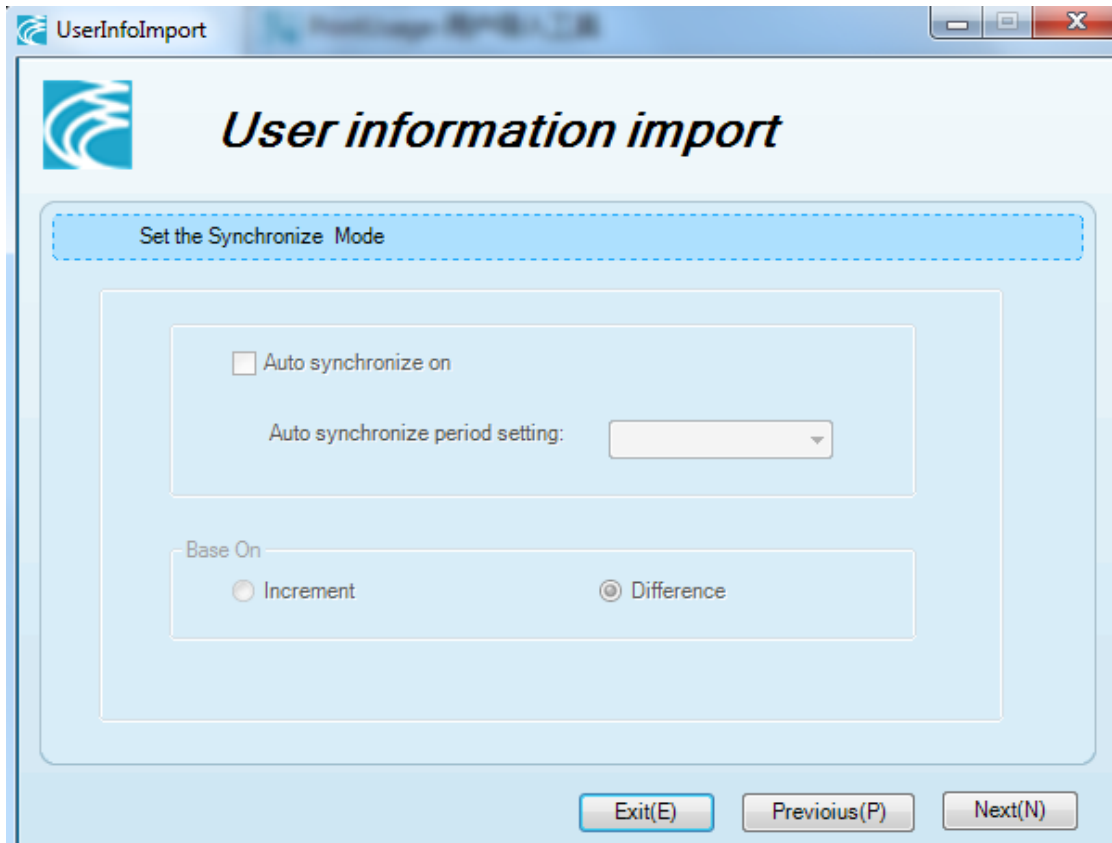 UserInfoImport
User information import
Set the Synchronize Mode
Auto synchronize on
Auto synchronize period setting:
Base On
Increment
Difference
Exit(E)
Previoius(P)
Next(N)